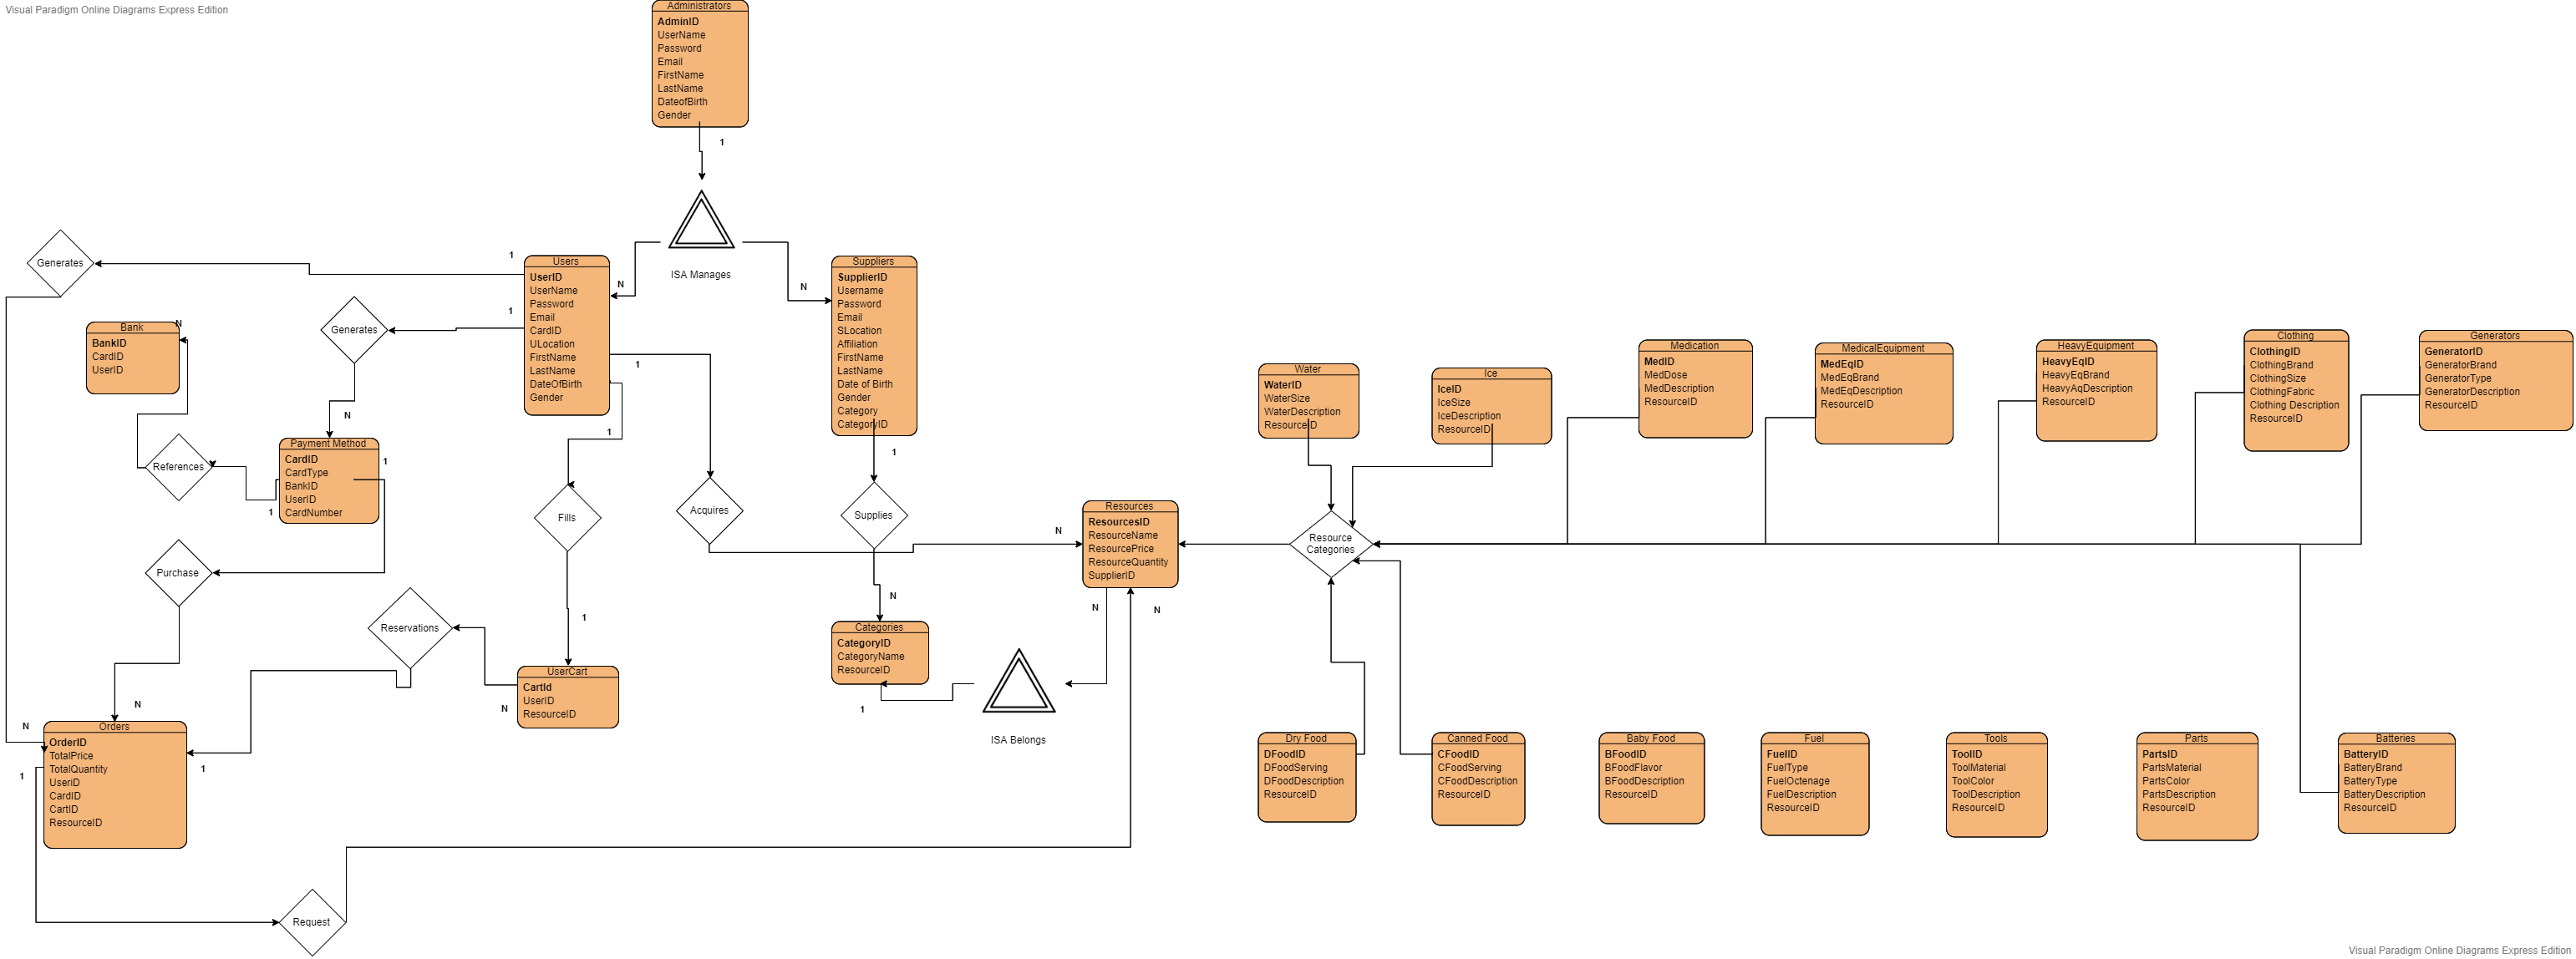 Visual Paradigm Online Diagrams Express Edition
Administrators
AdminID
UserName
Password
Email
FirstName
LastName
DateofBirth
Gender
1
ISA Manages
N
N
Generates
1
Users
UserID
UserName
Password
Email
CardID
ULocation
FirstName
LastName
DateOfBirth
Gender
1
1
1
Suppliers
SupplierID
Username
Password
Email
SLocation
Affiliation
FirstName
LastName
Date of Birth
Gender
Category
CategoryID
1
Generates
N
Bank
N
BankID
CardID
UserID
References
Payment Method
CardID
CardType
BankID
UserID
CardNumber
1
1
Purchase
N
Fills
1
Acquires
Supplies
N
Reservations
UserCart
CartId
UserID
ResourceID
N
Categories
CategoryID
CategoryName
ResourceID
1
ISA Belongs
N
N
N
Resources
ResourcesID
ResourceName
ResourcePrice
ResourceQuantity
SupplierID
Resource
Categories
Water
WaterID
WaterSize
WaterDescription
ResourceID
Ice
IceID
IceSize
IceDescription
ResourceID
Medication
MedID
MedDose
MedDescription
ResourceID
MedicalEquipment
MedEqID
MedEqBrand
MedEqDescription
ResourceID
HeavyEquipment
HeavyEqID
HeavyEqBrand
HeavyAqDescription
ResourceID
Clothing
ClothingID
ClothingBrand
ClothingSize
ClothingFabric
Clothing Description
ResourceID
Generators
GeneratorID
GeneratorBrand
GeneratorType
GeneratorDescription
ResourceID
N
Orders
OrderID
TotalPrice
TotalQuantity
UseriD
CardID
CartID
ResourceID
1
1
Request
Dry Food
DFoodID
DFoodServing
DFoodDescription
ResourceID
Canned Food
CFoodID
CFoodServing
CFoodDescription
ResourceID
Baby Food
BFoodID
BFoodFlavor
BFoodDescription
ResourceID
Fuel
FuelID
FuelType
FuelOctenage
FuelDescription
ResourceID
Tools
ToolID
ToolMaterial
ToolColor
ToolDescription
ResourceID
Parts
PartsID
PartsMaterial
PartsColor
PartsDescription
ResourceID
Batteries
BatteryID
BatteryBrand
BatteryType
BatteryDescription
ResourceID
Visual Paradigm Online Diagrams Express Edition